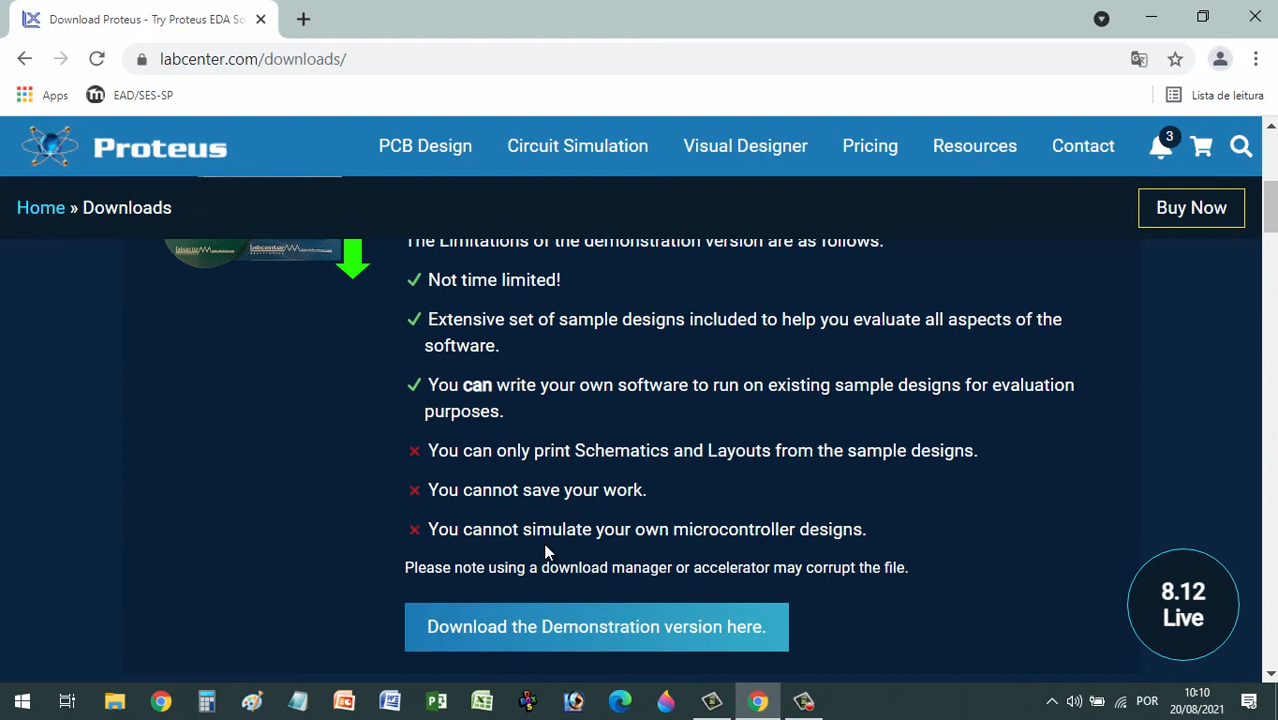 Download Proteus - Try Proteus EDA So
labcenter.com/downloads/
Apps
EAD/SES-SP
Lista de leitura
Proteus
PCB Design
Circuit Simulation
Visual Designer
Pricing
Resources
Contact
3
Home » Downloads
Buy Now
The Limitations of the demonstration version are as follows.
Not time limited!
Extensive set of sample designs included to help you evaluate all aspects of the
software.
You can write your own software to run on existing sample designs for evaluation
purposes.
You can only print Schematics and Layouts from the sample designs.
You cannot save your work.
You cannot simulate your own microcontroller designs.
Please note using a download manager or accelerator may corrupt the file.
Download the Demonstration version here.
8.12
Live
POR
10:10
20/08/2021